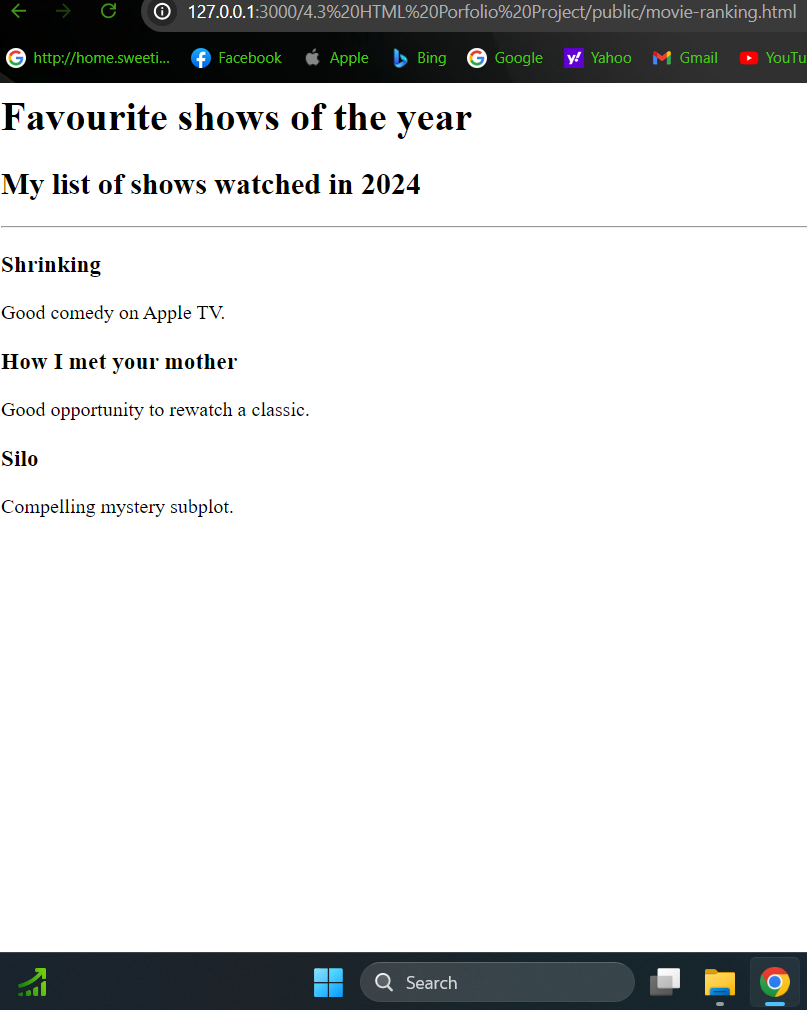 127.0.0.1:3000/4.3%20HTML%20Porfolio%20Project/public/movie-ranking.html
http://home.sweeti... Facebook Apple Bing Google Yahoo Gmail YouTu
Favourite shows of the year
My list of shows watched in 2024
Shrinking
Good comedy on Apple TV.
How I met your mother
Good opportunity to rewatch a classic.
Silo
Compelling mystery subplot.
Search